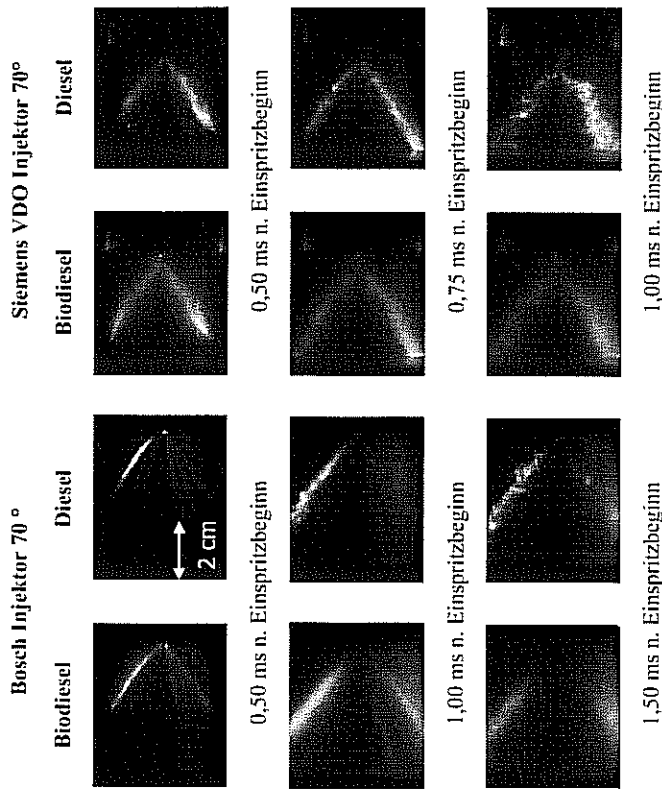 Bosch Injektor 70 °
Biodiesel
Diesel
2 cm
0,50 ms n. Einspritzbeginn
1,00 ms n. Einspritzbeginn
1,50 ms n. Einspritzbeginn
Siemens VDO Injektor 70°
Biodiesel
Diesel
0,50 ms n. Einspritzbeginn
0,75 ms n. Einspritzbeginn
1,00 ms n. Einspritzbeginn